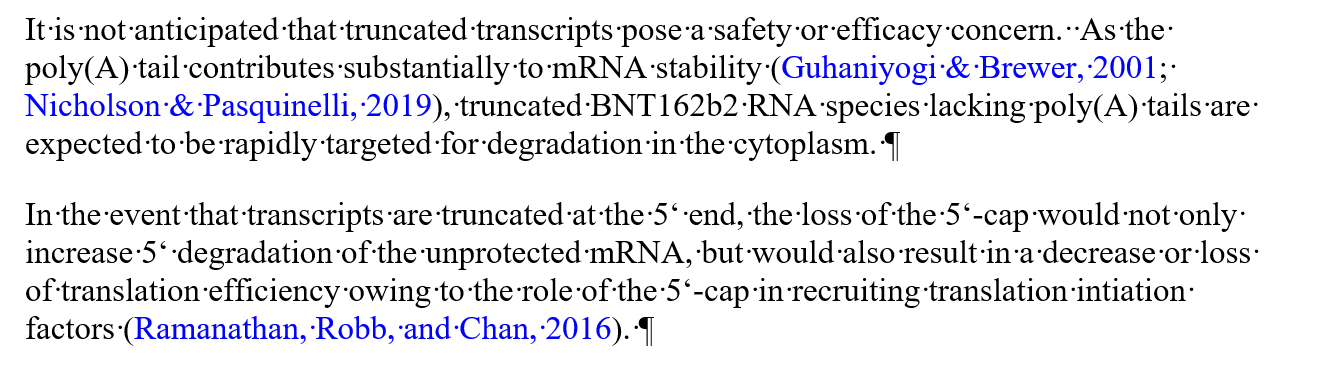 It·is·not·anticipated·that·truncated·transcripts·pose·a·safety·or·efficacy·concern.··As·the·
poly(A)·tail·contributes·substantially·to·mRNA·stability·(Guhaniyogi·&·Brewer,·2001;·
Nicholson·&·Pasquinelli,·2019),·truncated·BNT162b2·RNA·species·lacking·poly(A)·tails·are·
expected·to·be·rapidly·targeted·for·degradation·in·the·cytoplasm.·¶
In·the·event·that·transcripts·are·truncated·at·the·5‘·end,·the·loss·of·the·5‘-cap·would·not·only·
increase·5‘·degradation·of·the·unprotected·mRNA,·but·would·also·result·in·a·decrease·or·loss·
of·translation·efficiency·owing·to·the·role·of·the·5‘-cap·in·recruiting·translation·intiation·
factors·(Ramanathan,·Robb,·and·Chan,·2016).·¶